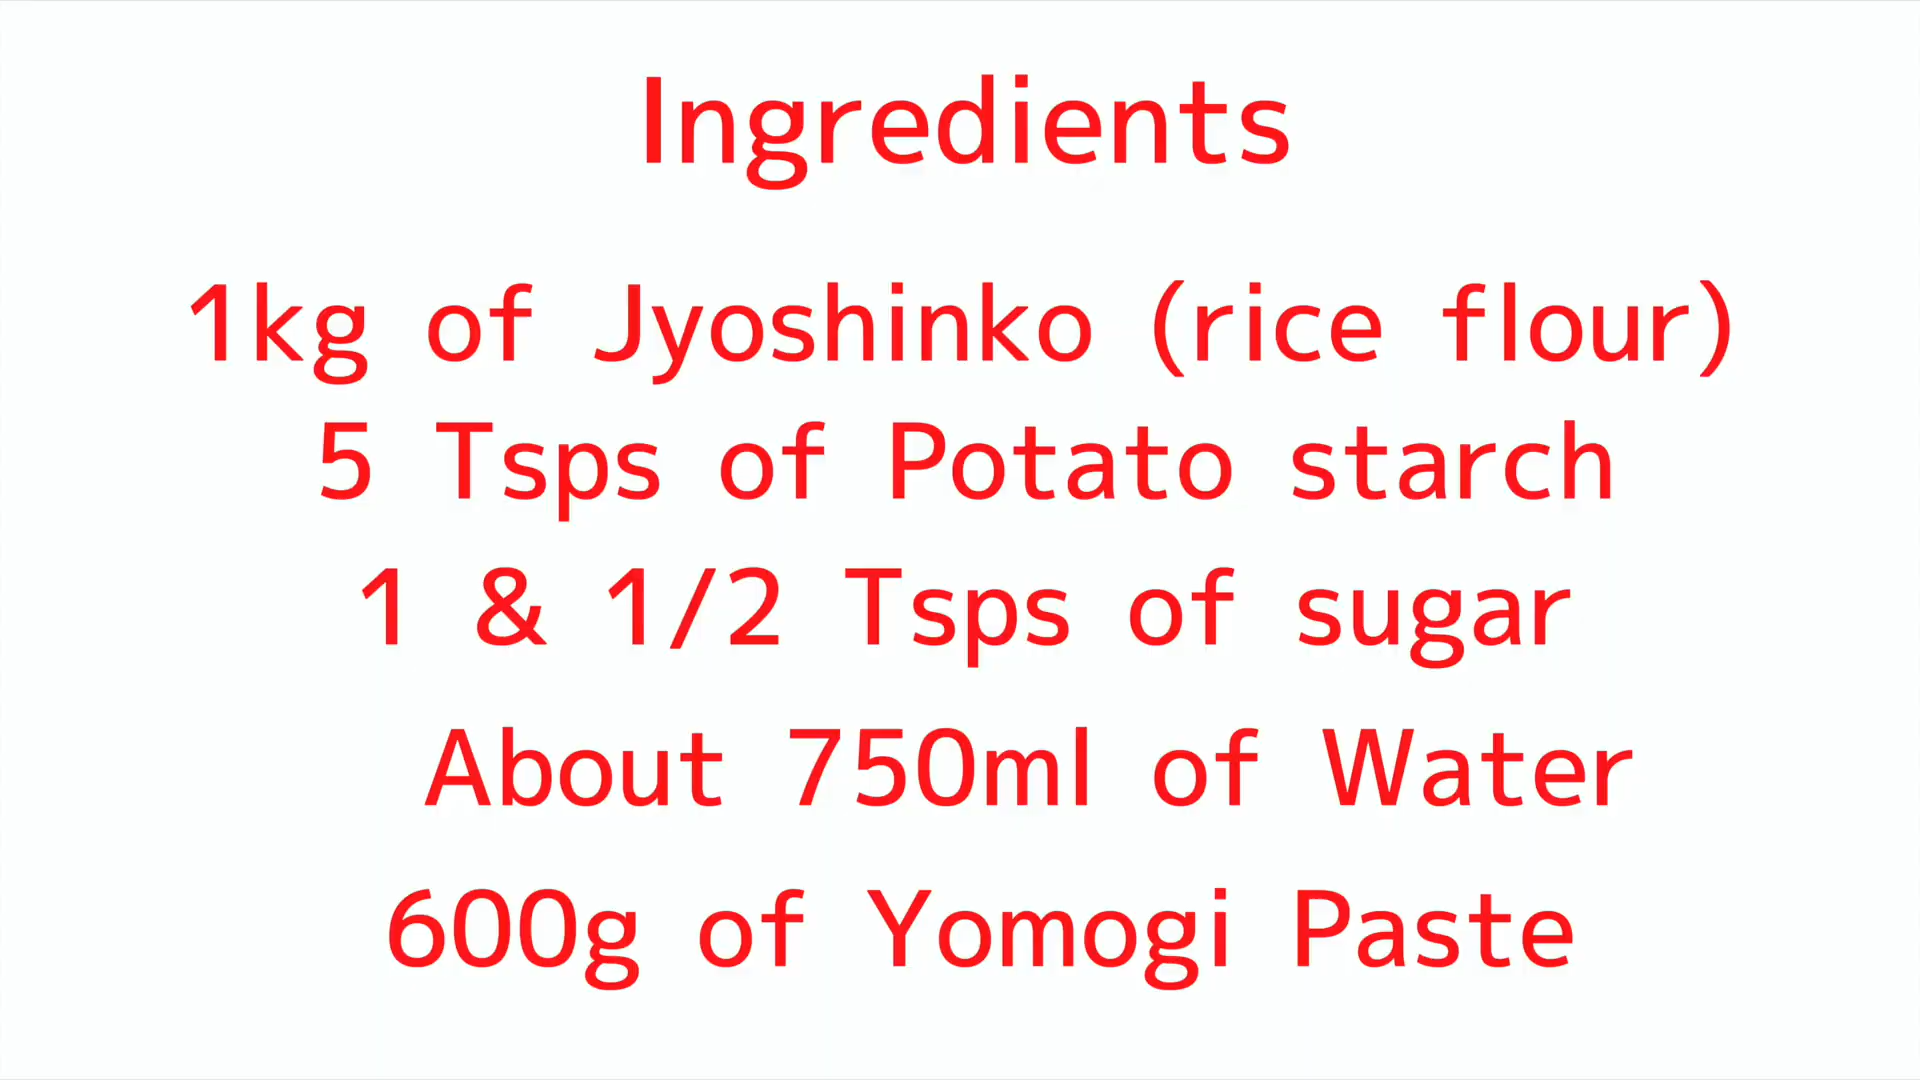 Ingredients
1kg of Jyoshinko (rice flour)
5 Tsps of Potato starch
1 & 1/2 Tsps of sugar
About 750ml of Water
600g of Yomogi Paste